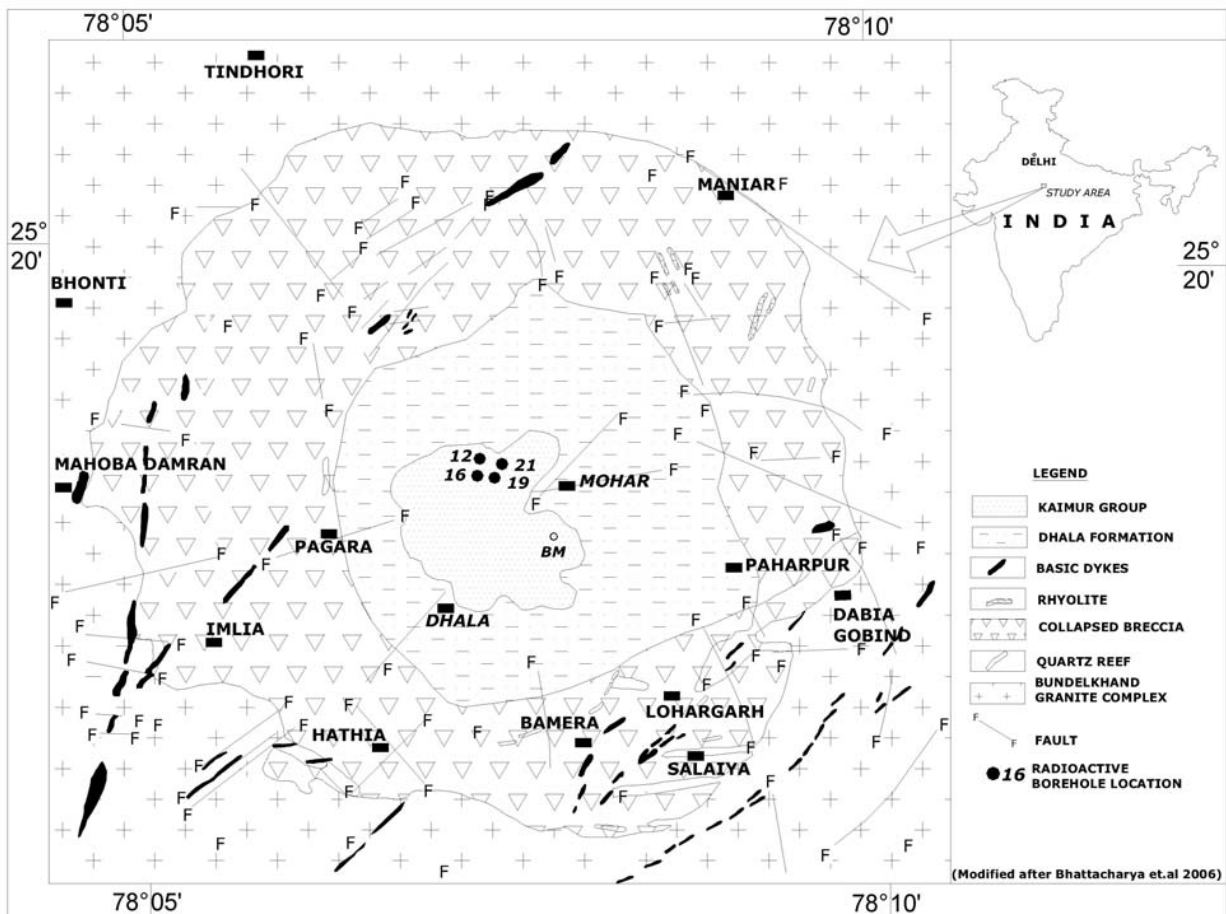 78°05'
78°10'
TINDHORI
MANIAR
F
DELHI
STUDY AREA
INDIA
25°
20'
25°
20'
BHONTI
MAHOBA DAMRAN
12
21
16
19
MOHAR
BM
PAGARA
PAHARPUR
DHALA
DABIA
GOBIND
IMLIA
LOHARGARH
BAMERA
HATHIA
SALAIYA
LEGEND
KAIMUR GROUP
DHALA FORMATION
BASIC DYKES
RHYOLITE
COLLAPSED BRECCIA
QUARTZ REEF
BUNDELKHAND
GRANITE COMPLEX
F
F
FAULT
16 RADIOACTIVE
BOREHOLE LOCATION
(Modified after Bhattacharya et.al 2006)
78°05'
78°10'